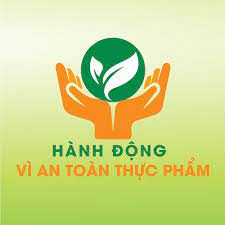 HÀNH ĐỘNG
VÌ AN TOÀN THỰC PHẨM